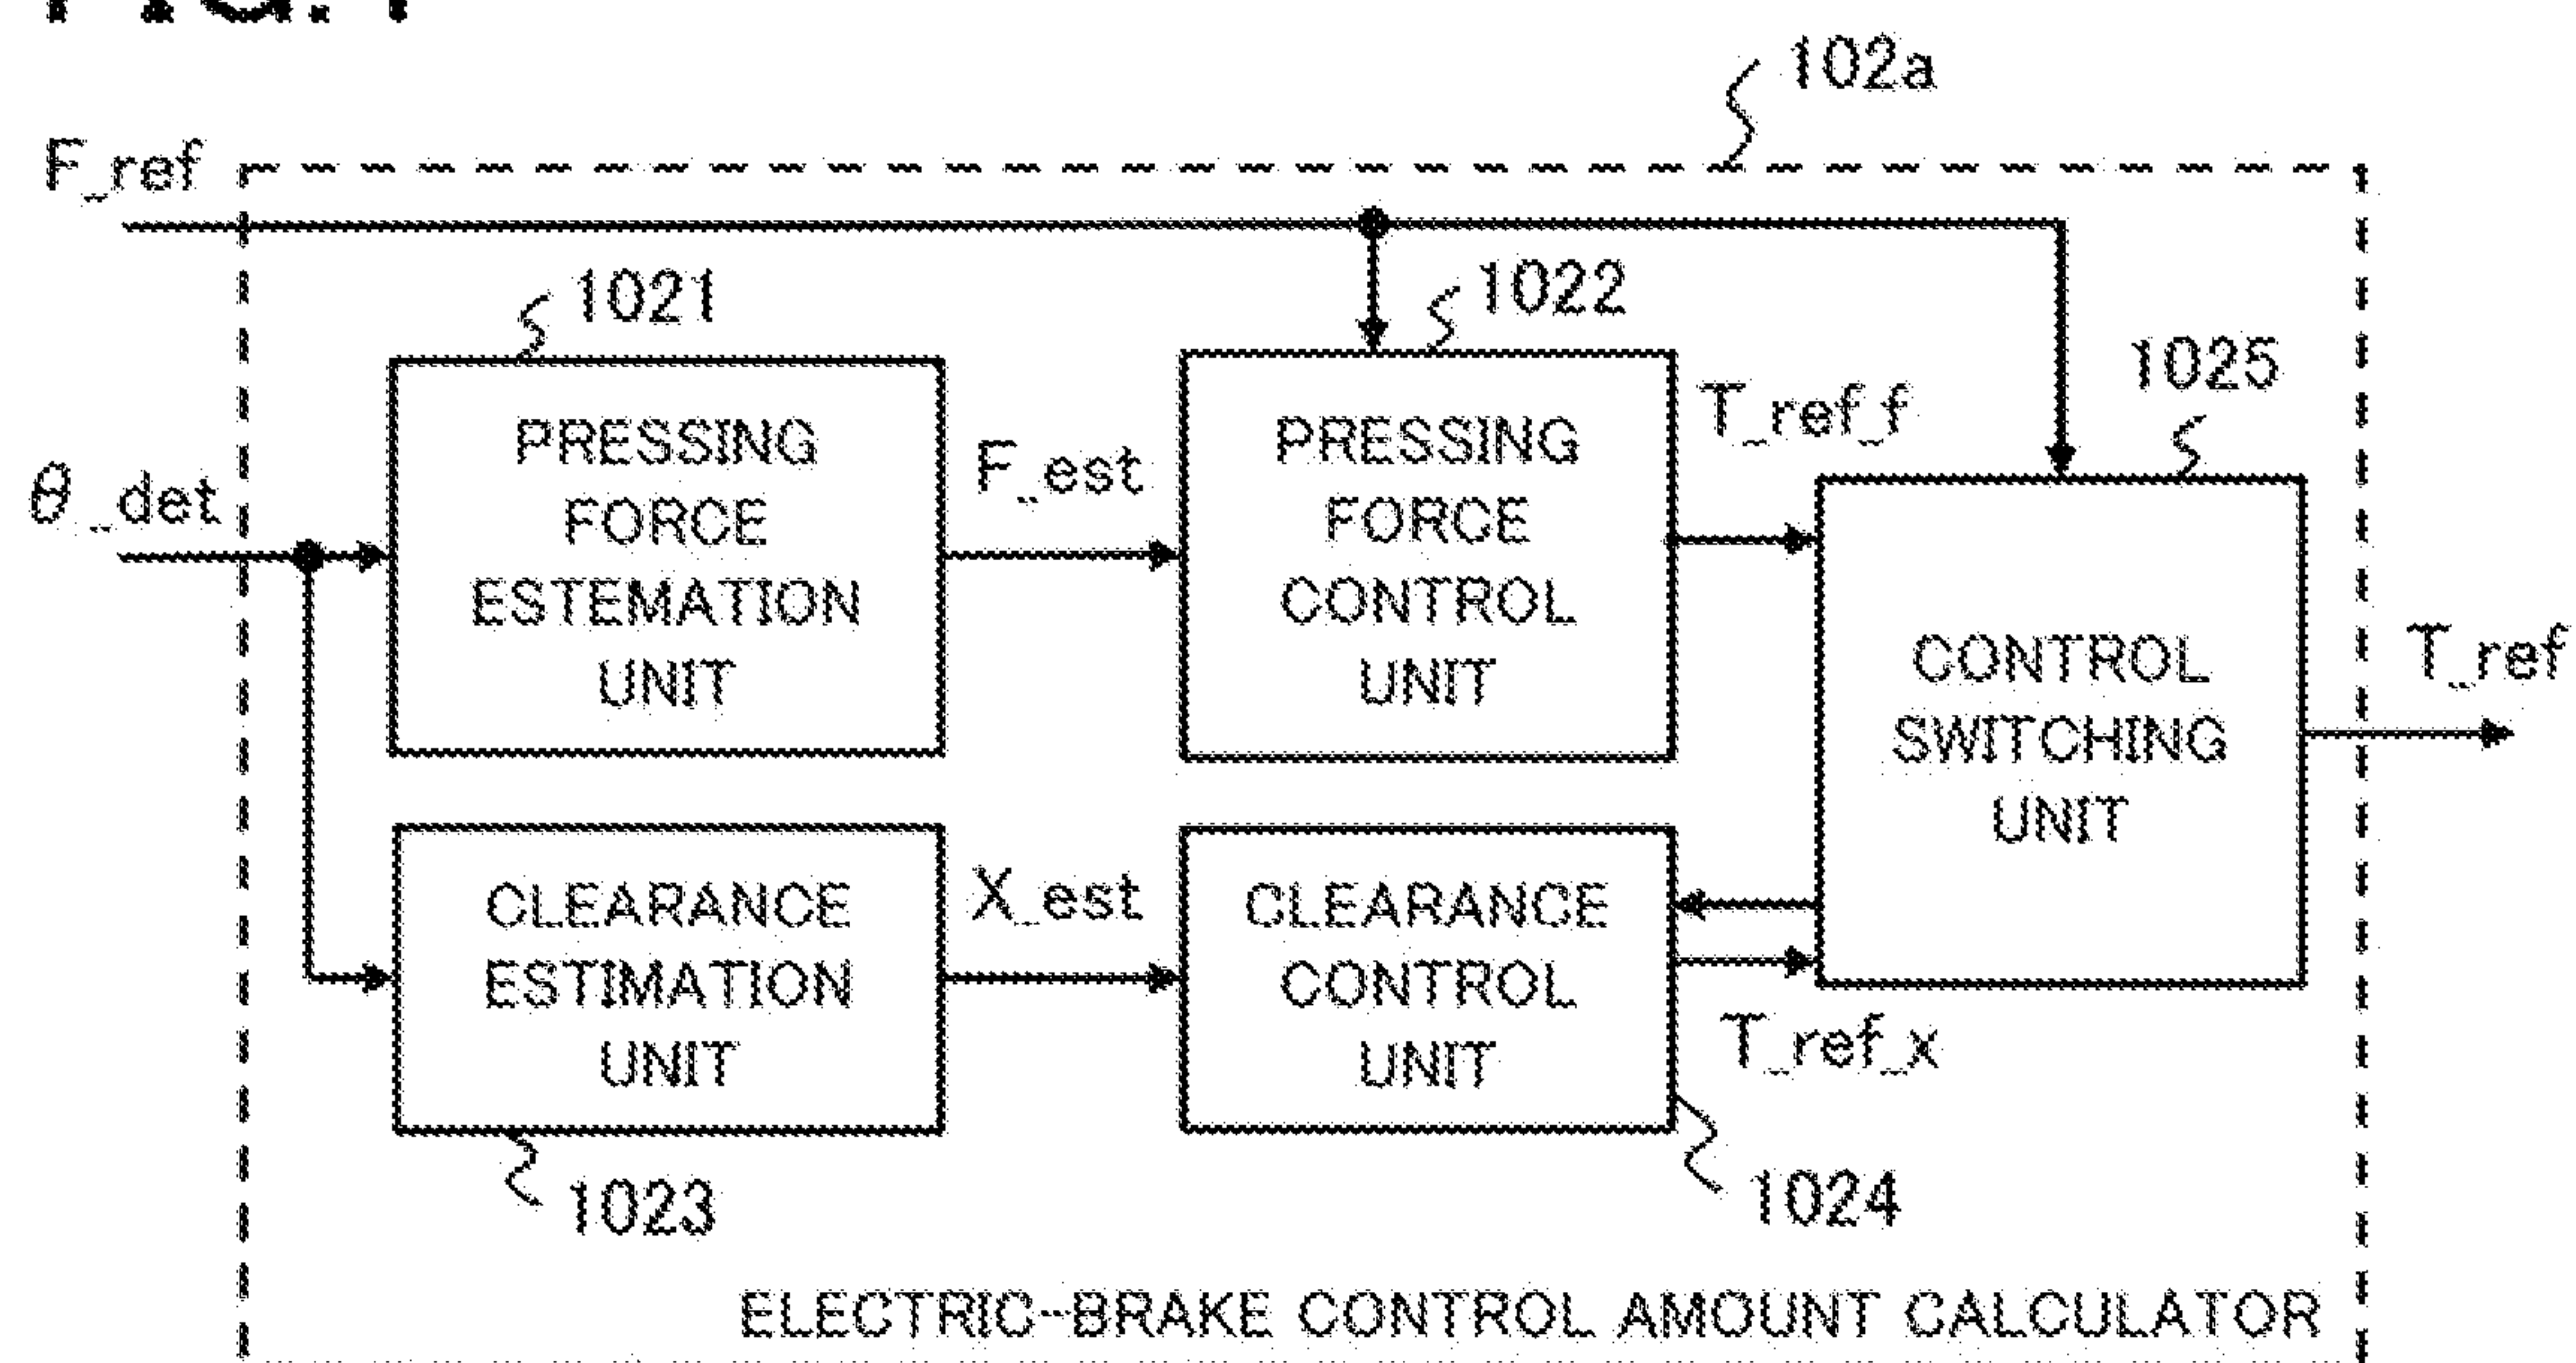 102a
F_ref
1021
1022
1025
PRESSING
FORCE
ESTEMATION
UNIT
F_est
PRESSING
FORCE
CONTROL
UNIT
T_ref_f
θ_det
CONTROL
SWITCHING
UNIT
T_ref
CLEARANCE
ESTIMATION
UNIT
X_est
CLEARANCE
CONTROL
UNIT
T_ref_x
1023
1024
ELECTRIC-BRAKE CONTROL AMOUNT CALCULATOR